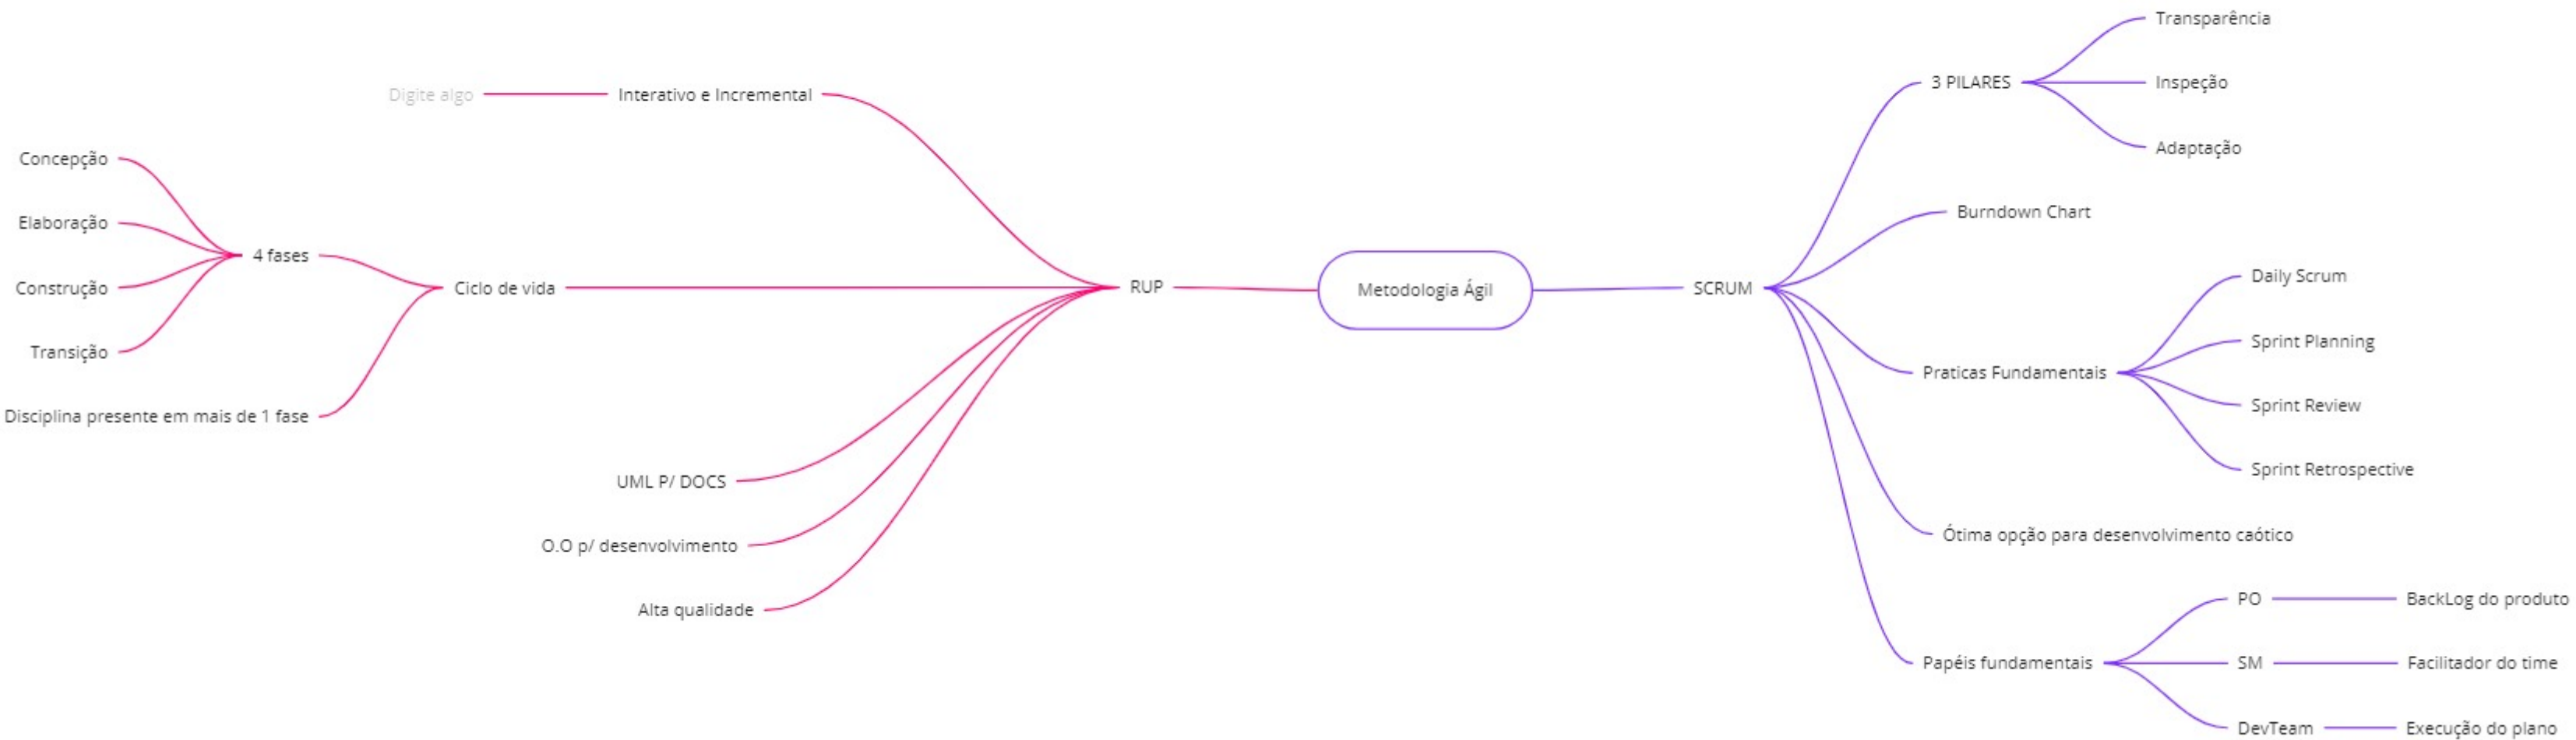 Metodologia Ágil
RUP
Interativo e Incremental
Digite algo
Ciclo de vida
4 fases
Concepção
Elaboração
Construção
Transição
Disciplina presente em mais de 1 fase
UML P/ DOCS
O.O p/ desenvolvimento
Alta qualidade
SCRUM
3 PILARES
Transparência
Inspeção
Adaptação
Burndown Chart
Praticas Fundamentais
Daily Scrum
Sprint Planning
Sprint Review
Sprint Retrospective
Ótima opção para desenvolvimento caótico
Papéis fundamentais
PO
BackLog do produto
SM
Facilitador do time
DevTeam
Execução do plano